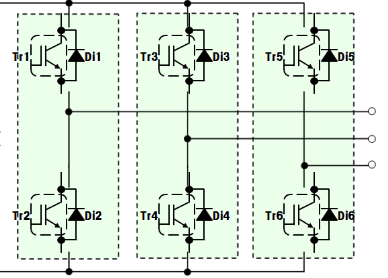 Tr1 Di1 Tr3 Di3 Tr5 Di5
Tr2 Di2 Tr4 Di4 Tr6 Di6